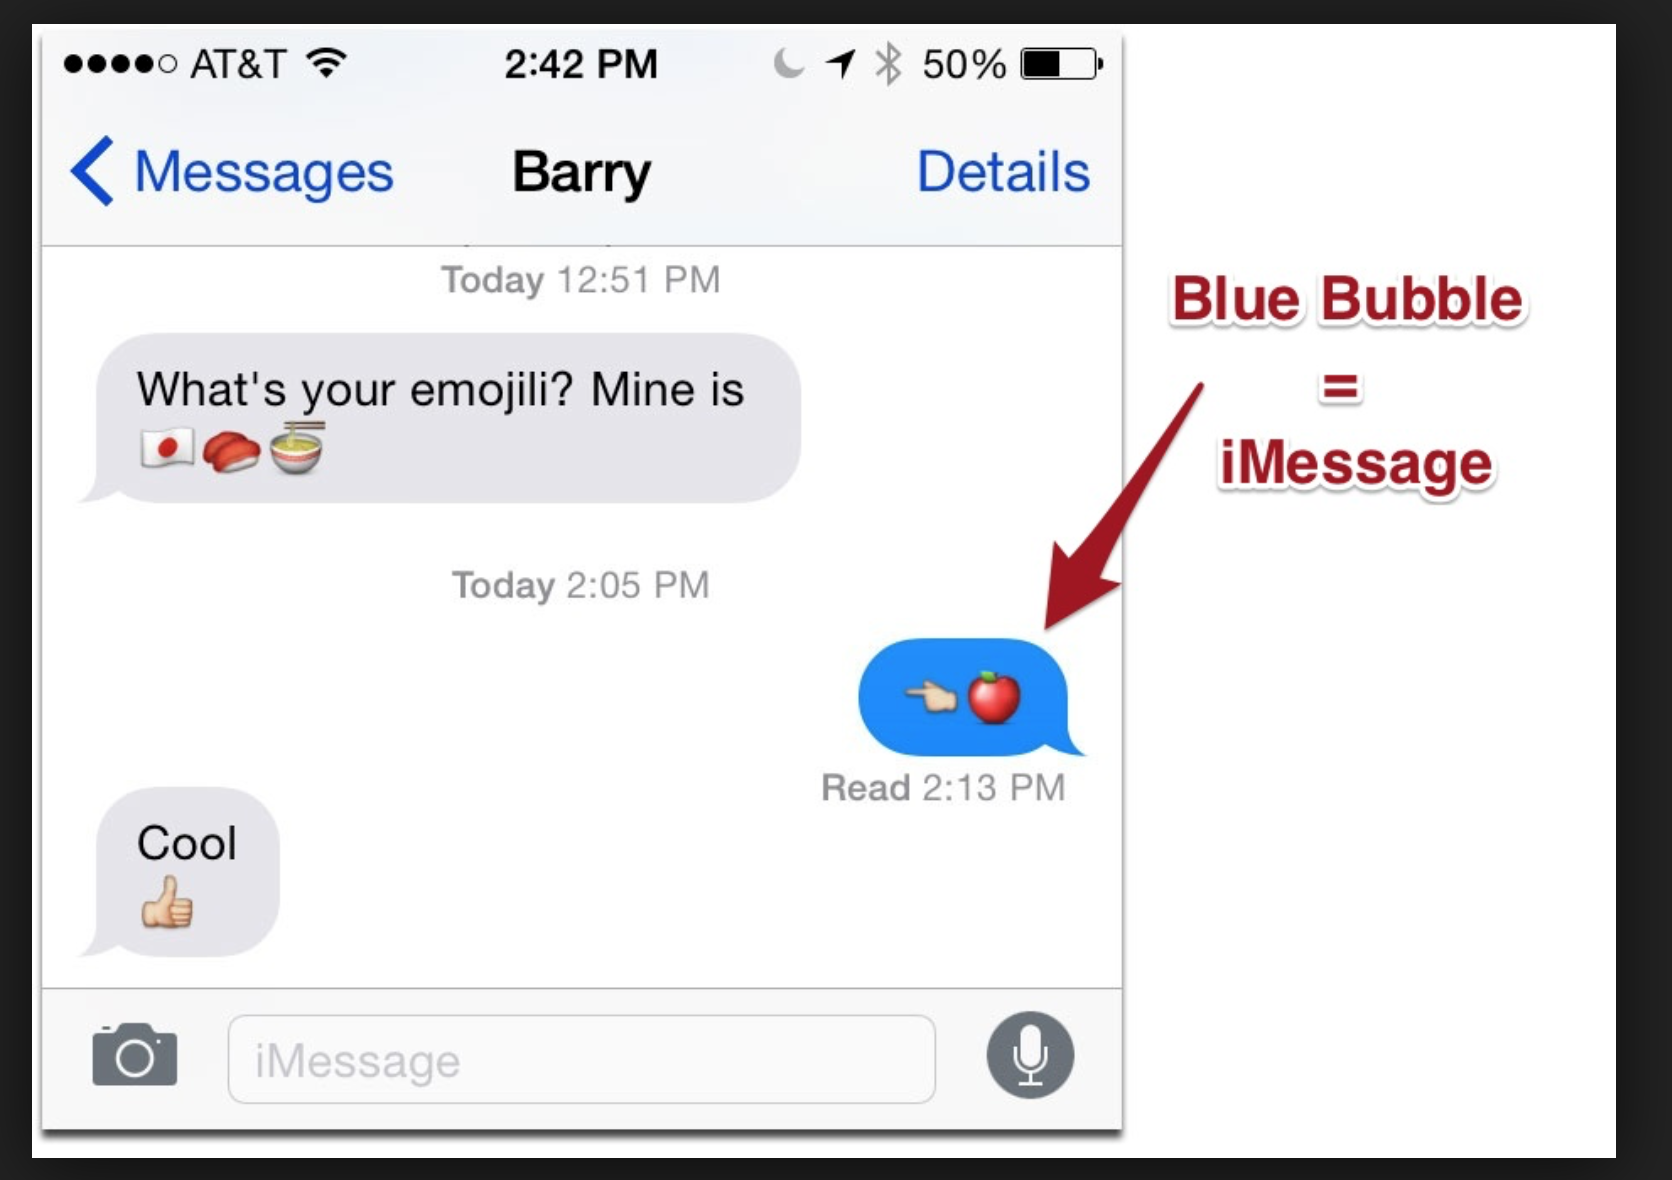 AT&T 2:42 PM 50%
Messages Barry Details
Today 12:51 PM
What's your emojili? Mine is
🇯🇵🍣🍜
Today 2:05 PM
👈🍎
Read 2:13 PM
Cool
👍
iMessage
Blue Bubble
=
iMessage